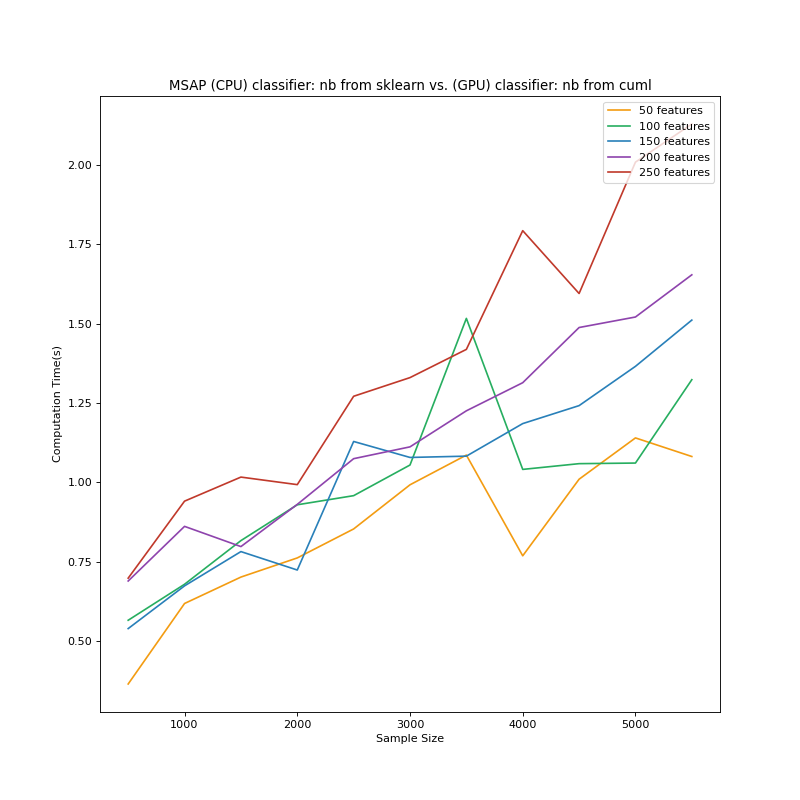 MSAP (CPU) classifier: nb from sklearn vs. (GPU) classifier: nb from cuml
50 features
100 features
150 features
200 features
250 features
2.00
1.75
1.50
1.25
1.00
0.75
0.50
Computation Time(s)
1000
2000
3000
4000
5000
Sample Size